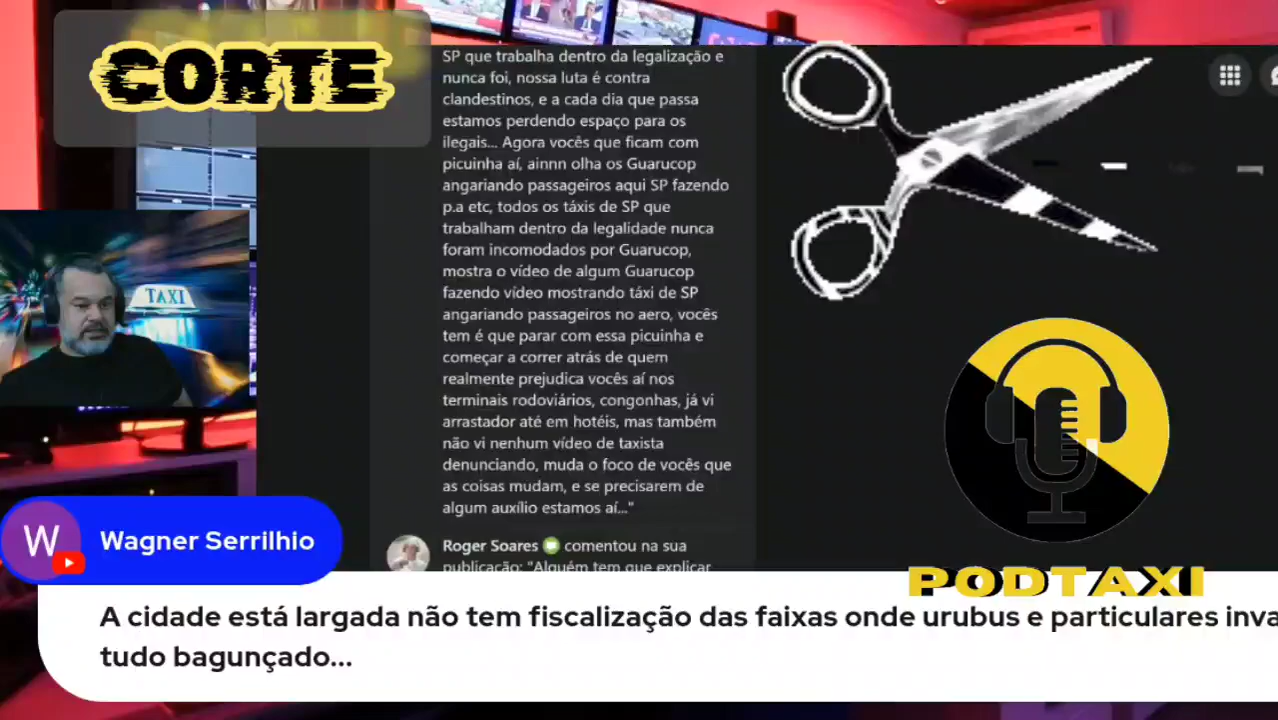 CORTE
SP que trabalha dentro da legalização e
nunca foi, nossa luta é contra
clandestinos, e a cada dia que passa
estamos perdendo espaço para os
ilegais... Agora vocês que ficam com
picuinha aí, ainnn olha os Guarucop
angariando passageiros aqui SP fazendo
p.a etc, todos os táxis de SP que
trabalham dentro da legalidade nunca
foram incomodados por Guarucop,
mostra o vídeo de algum Guarucop
fazendo vídeo mostrando táxi de SP
angariando passageiros no aero, vocês
tem é que parar com essa picuinha e
começar a correr atrás de quem
realmente prejudica vocês aí nos
terminais rodoviários, congonhas, já vi
arrastador até em hotéis, mas também
não vi nenhum vídeo de taxista
denunciando, muda o foco de vocês que
as coisas mudam, e se precisarem de
algum auxílio estamos aí..."
Roger Soares comentou na sua
publicação: "Alguém tem que explicar
TAXI
PODTAXI
W
Wagner Serrilhio
A cidade está largada não tem fiscalização das faixas onde urubus e particulares inva
tudo bagunçado...